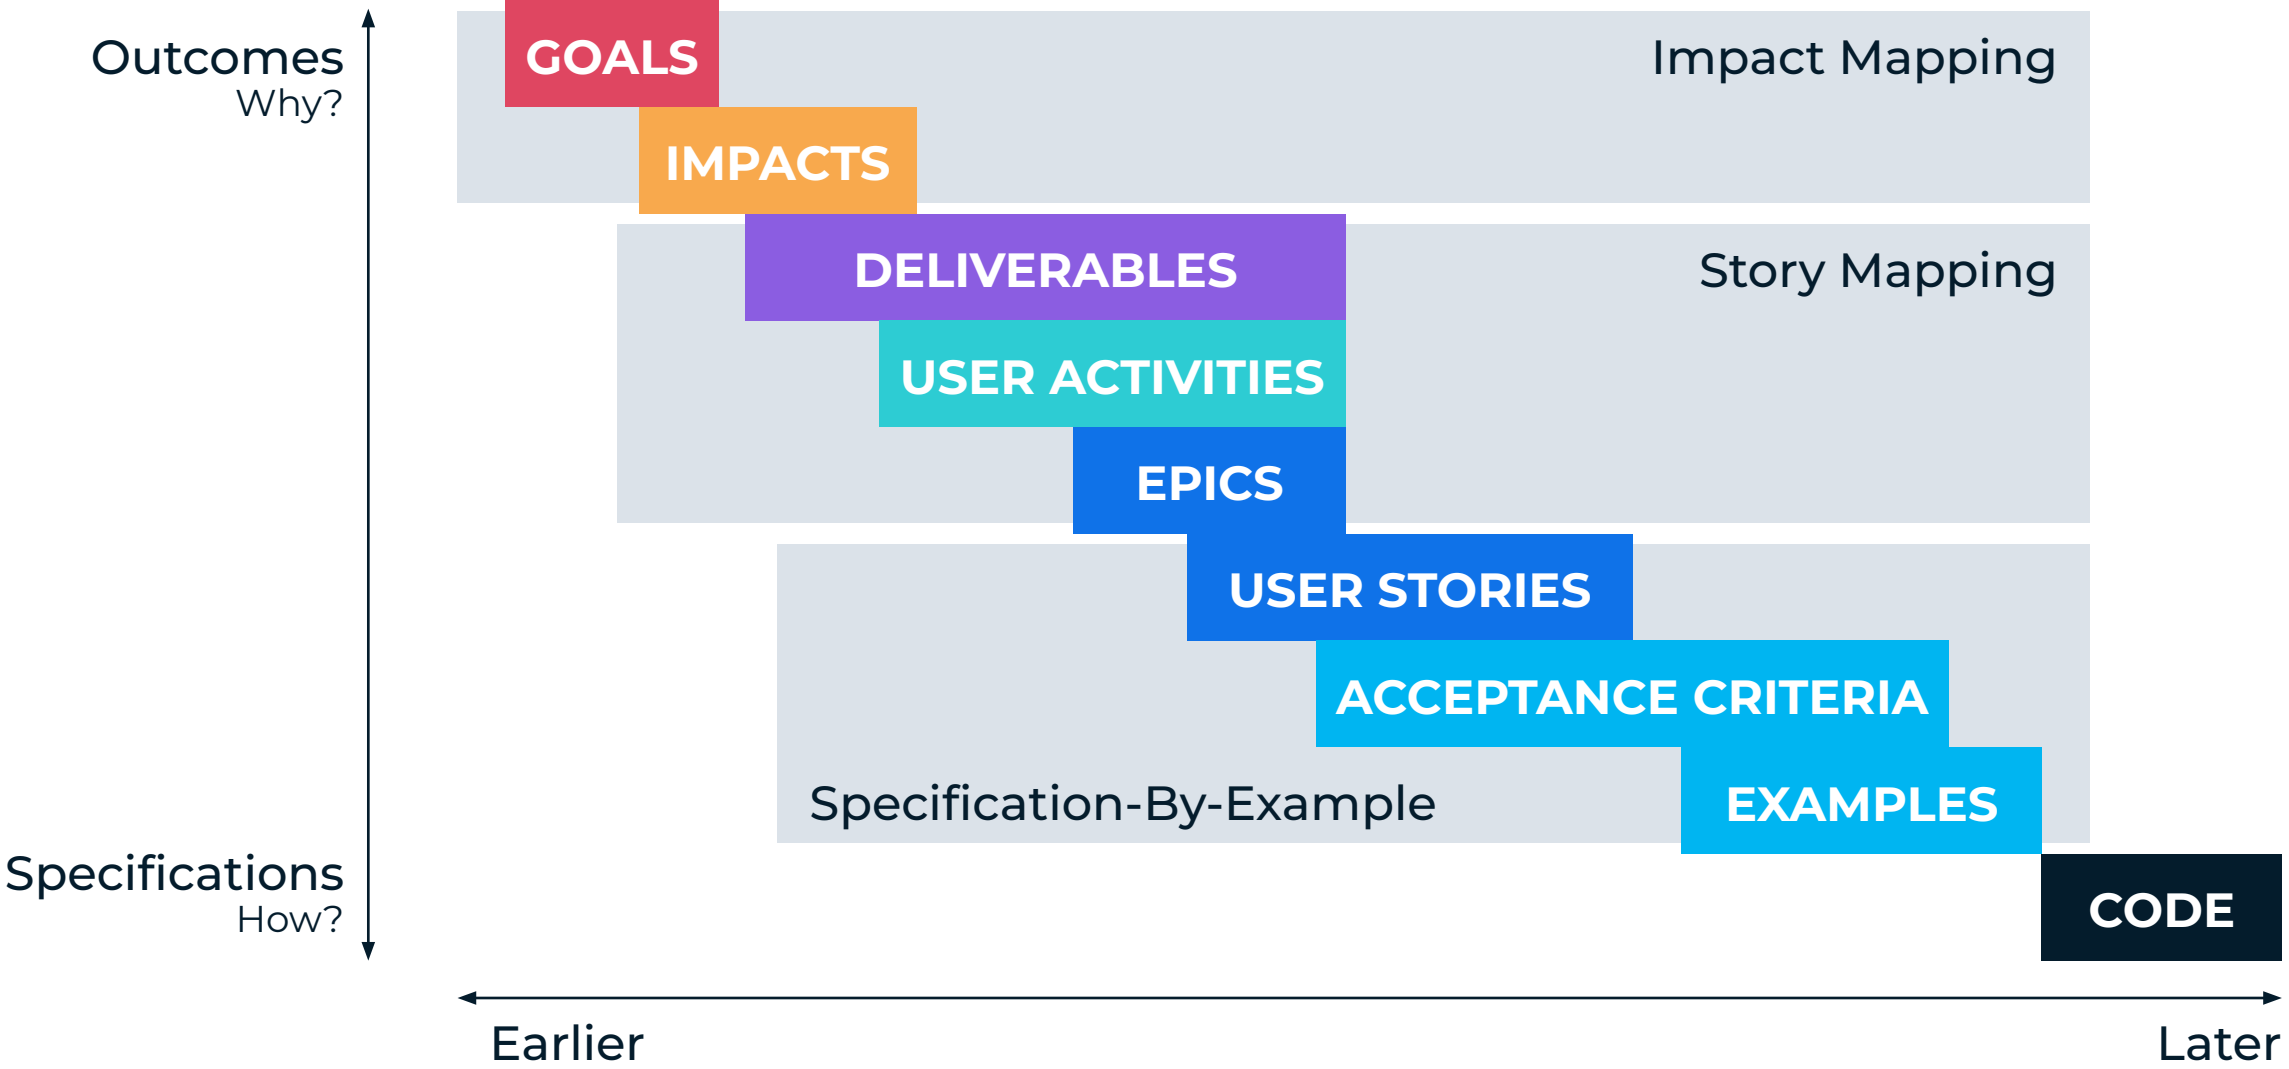 Outcomes
Why?
GOALS
Impact Mapping
IMPACTS
DELIVERABLES
Story Mapping
USER ACTIVITIES
EPICS
USER STORIES
ACCEPTANCE CRITERIA
Specification-By-Example
EXAMPLES
Specifications
How?
CODE
Earlier
Later